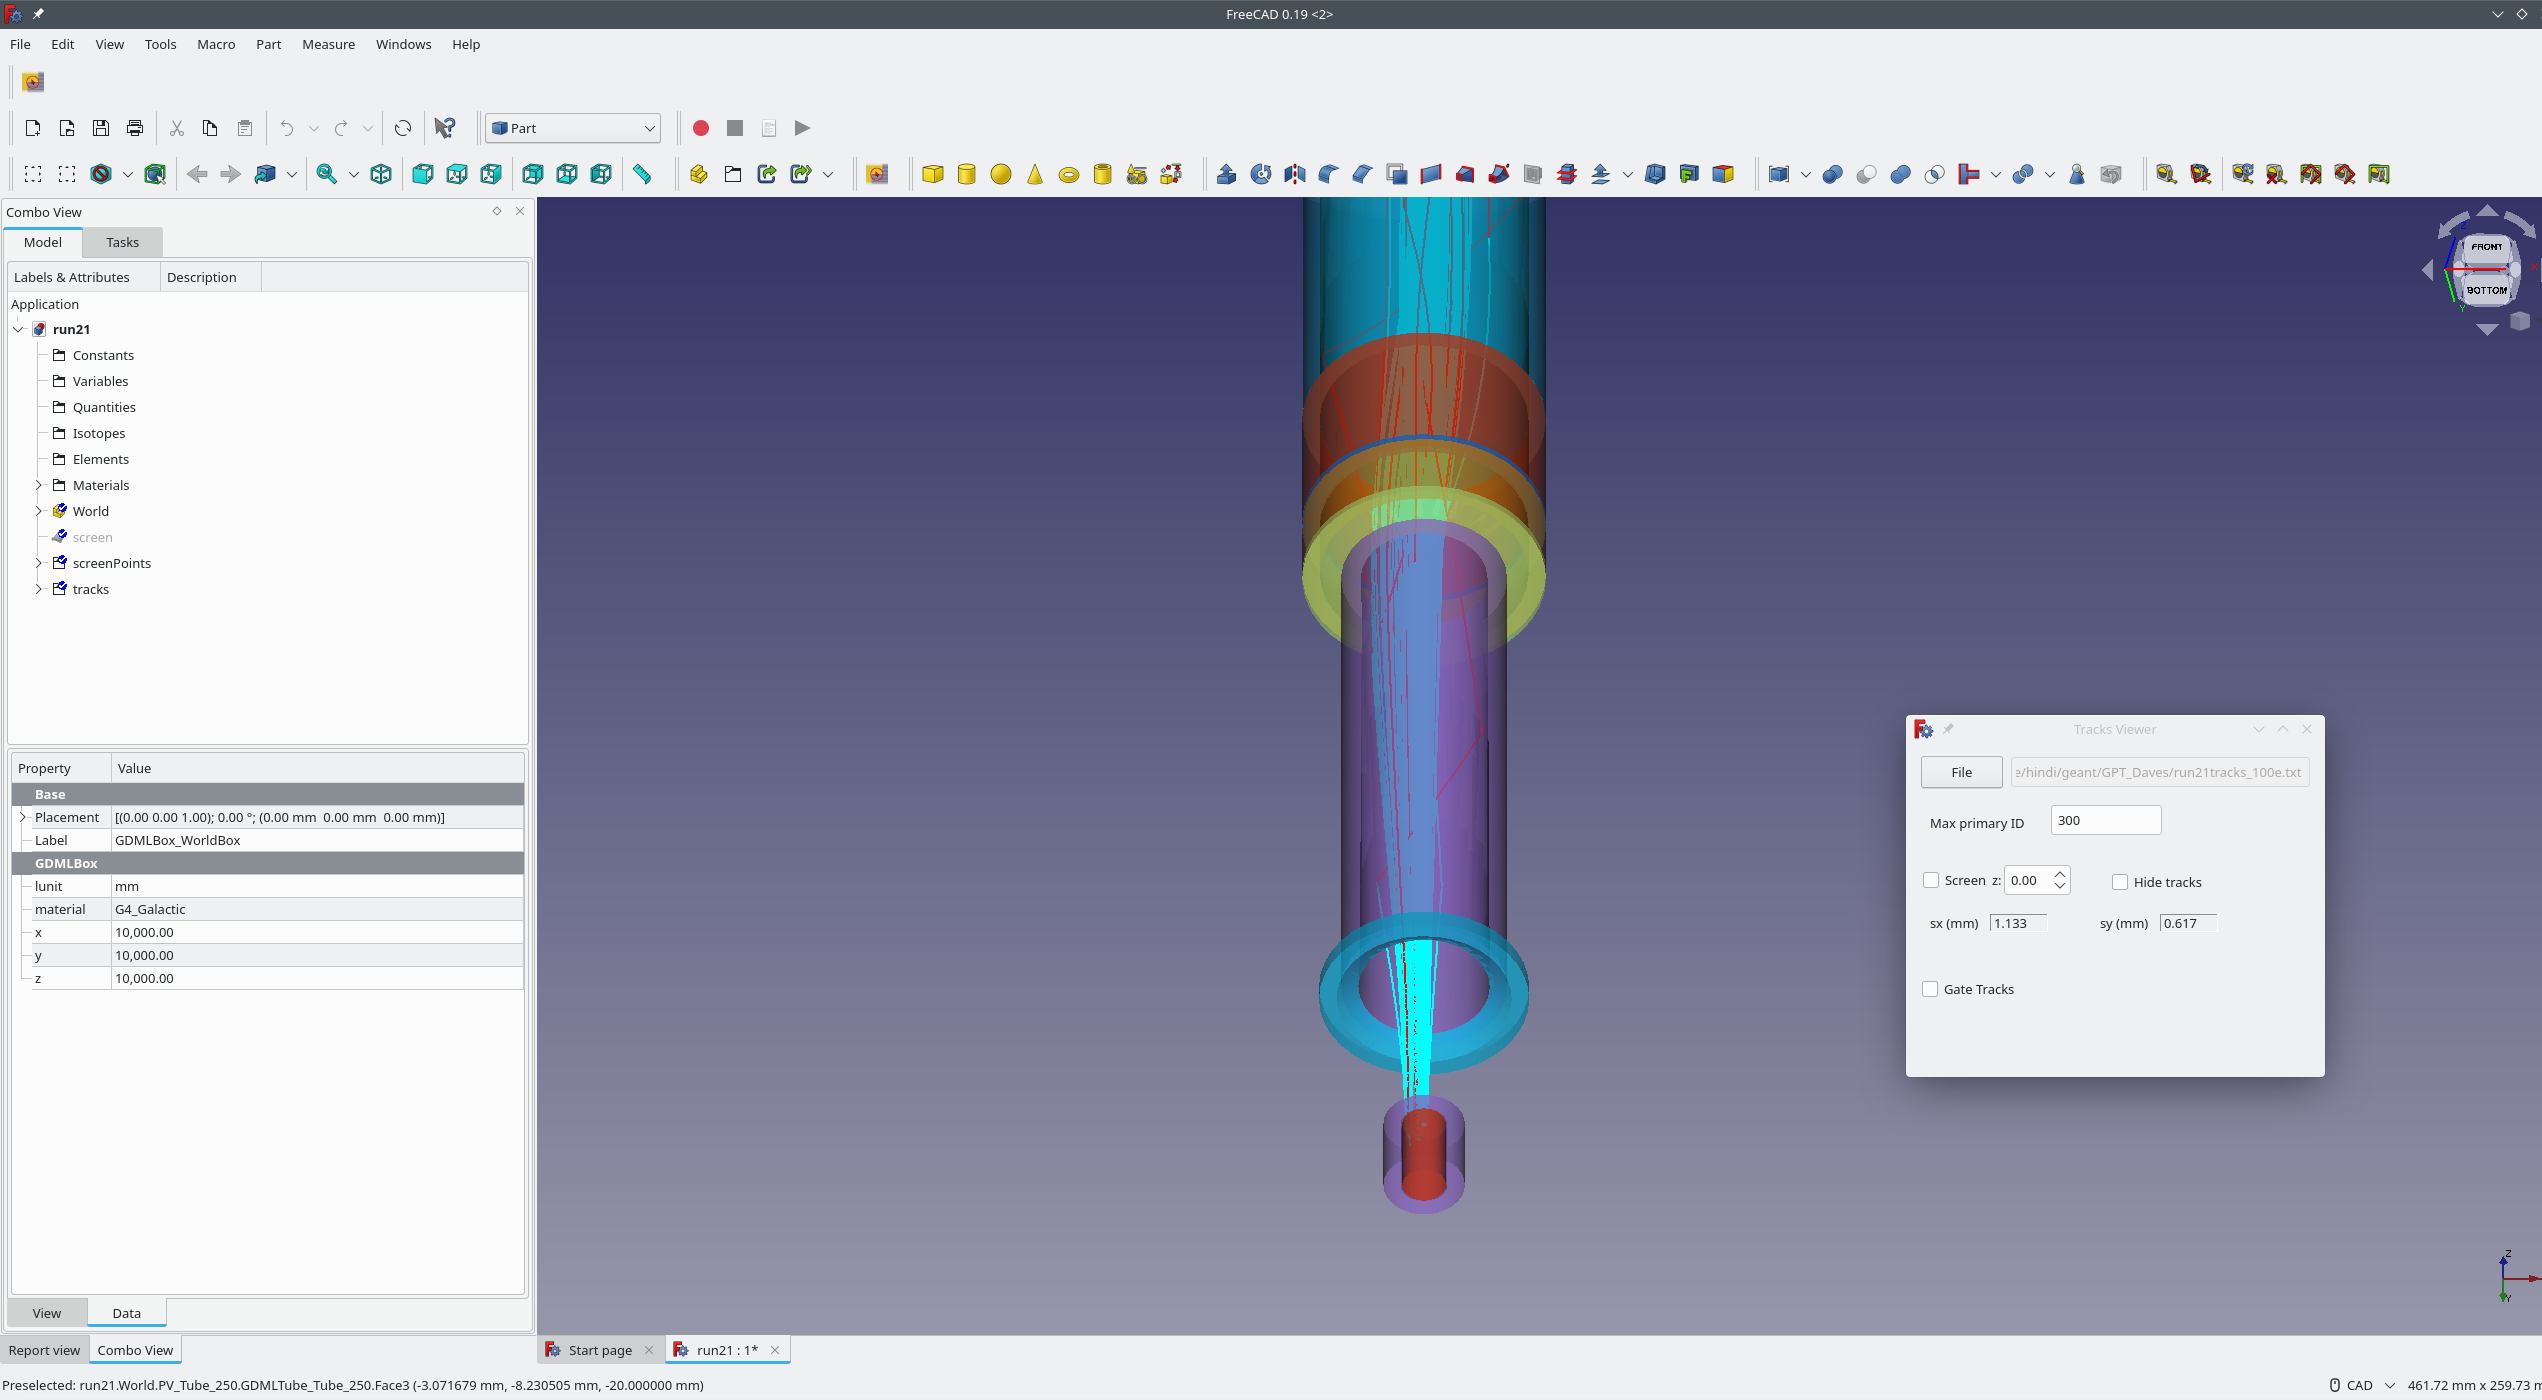 FreeCAD 0.19 <2>
File Edit View Tools Macro Part Measure Windows Help
Part
Combo View
Model Tasks
Labels & Attributes Description
Application
run21
Constants
Variables
Quantities
Isotopes
Elements
Materials
World
screen
screenPoints
tracks
Property Value
Base
Placement [(0.00 0.00 1.00); 0.00 °; (0.00 mm 0.00 mm 0.00 mm)]
Label GDMLBox_WorldBox
GDMLBox
lunit mm
material G4_Galactic
x 10,000.00
y 10,000.00
z 10,000.00
View Data
Report view Combo View
FRONT
BOTTOM
Z
X
Y
Tracks Viewer
File e/hindi/geant/GPT_Daves/run21tracks_100e.txt
Max primary ID 300
Screen z: 0.00 Hide tracks
sx (mm) 1.133 sy (mm) 0.617
Gate Tracks
Z
Y
Start page run21 : 1*
Preselected: run21.World.PV_Tube_250.GDMLTube_Tube_250.Face3 (-3.071679 mm, -8.230505 mm, -20.000000 mm)
CAD 461.72 mm x 259.73 m